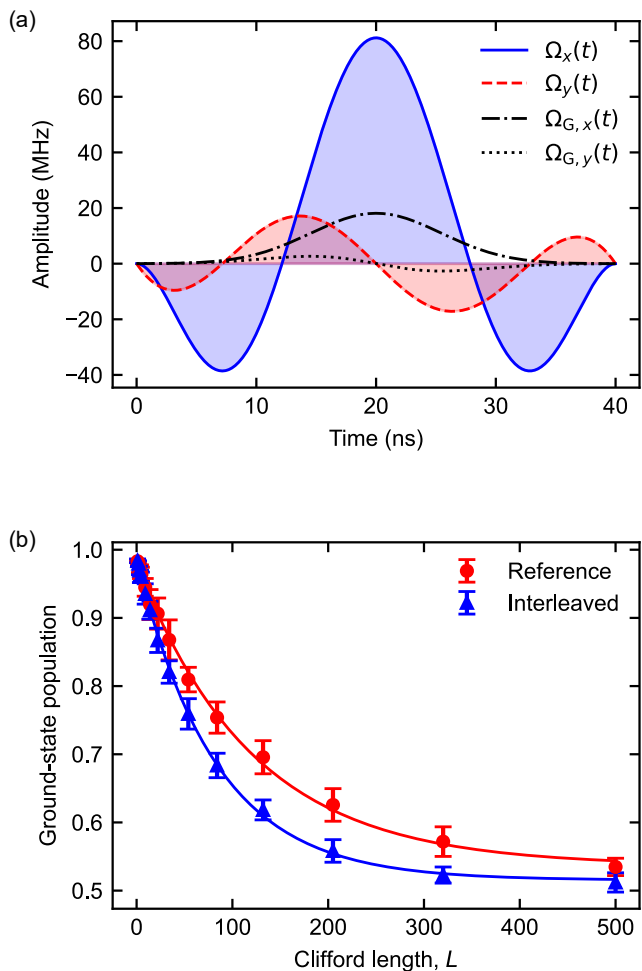 (a)
Amplitude (MHz)
80
60
40
20
0
−20
−40
Ωx(t)
Ωy(t)
ΩG, x(t)
ΩG, y(t)
0 10 20 30 40
Time (ns)
(b)
Ground-state population
1.0
0.9
0.8
0.7
0.6
0.5
Reference
Interleaved
0 100 200 300 400 500
Clifford length, L